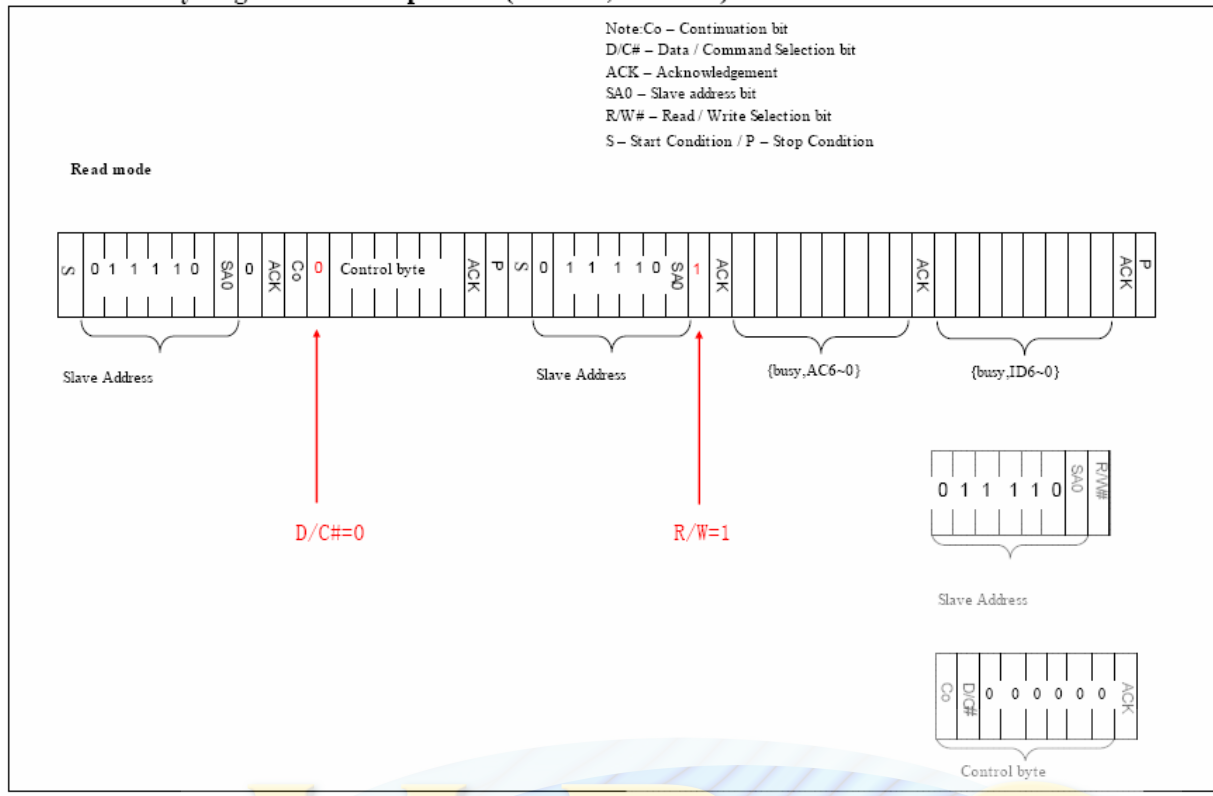 Note:Co – Continuation bit
D/C# – Data / Command Selection bit
ACK – Acknowledgement
SA0 – Slave address bit
R/W# – Read / Write Selection bit
S – Start Condition / P – Stop Condition
Read mode
S 0 1 1 1 1 0 SA0 0 ACK Co 0 Control byte ACK P S 0 1 1 1 1 0 SA0 1 ACK ACK ACK P
Slave Address
Slave Address
{busy,AC6~0}
{busy,ID6~0}
D/C#=0
R/W=1
0 1 1 1 1 0 SA0 R/W#
Slave Address
Co D/C# 0 0 0 0 0 0 ACK
Control byte